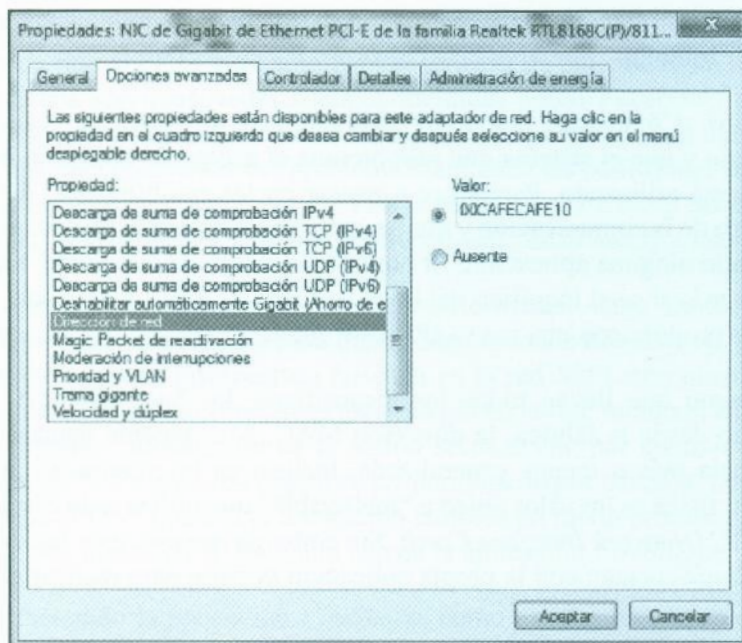 Propiedades: NIC de Gigabit de Ethernet PCI-E de la familia Realtek RTL8168C(P)/811...
General
Opciones avanzadas
Controlador
Detalles
Administración de energía
Las siguientes propiedades están disponibles para este adaptador de red. Haga clic en la
propiedad en el cuadro izquierdo que desea cambiar y después seleccione su valor en el menú
desplegable derecho.
Propiedad:
Descarga de suma de comprobación IPv4
Descarga de suma de comprobación TCP (IPv4)
Descarga de suma de comprobación TCP (IPv6)
Descarga de suma de comprobación UDP (IPv4)
Descarga de suma de comprobación UDP (IPv6)
Deshabilitar automáticamente Gigabit (Ahorro de e
Dirección de red
Magic Packet de reactivación
Moderación de interrupciones
Prioridad y VLAN
Trama gigante
Velocidad y dúplex
Valor:
00CAFECAFE10
Ausente
Aceptar
Cancelar